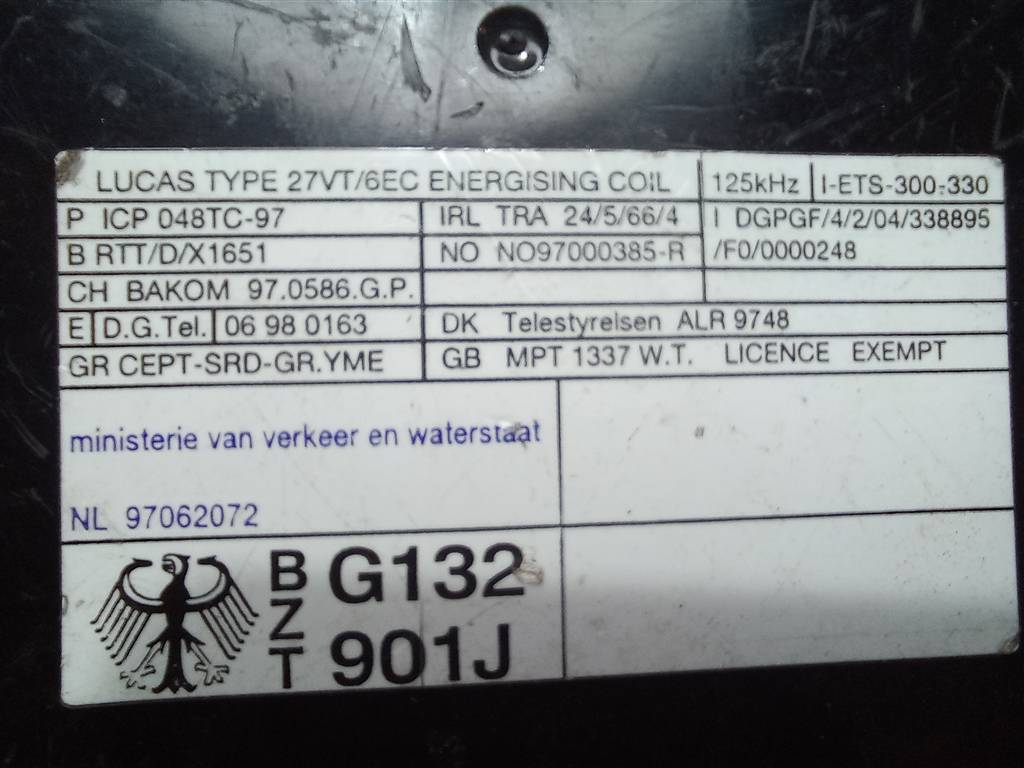 LUCAS TYPE 27VT/6EC ENERGISING COIL 125kHz I-ETS-300-330
P ICP 048TC-97 IRL TRA 24/5/66/4 I DGPGF/4/2/04/338895
B RTT/D/X1651 NO NO97000385-R /F0/0000248
CH BAKOM 97.0586.G.P.
E D.G.Tel. 06 98 0163 DK Telestyrelsen ALR 9748
GR CEPT-SRD-GR.YME GB MPT 1337 W.T. LICENCE EXEMPT
ministerie van verkeer en waterstaat
NL 97062072
BZT G132
901J